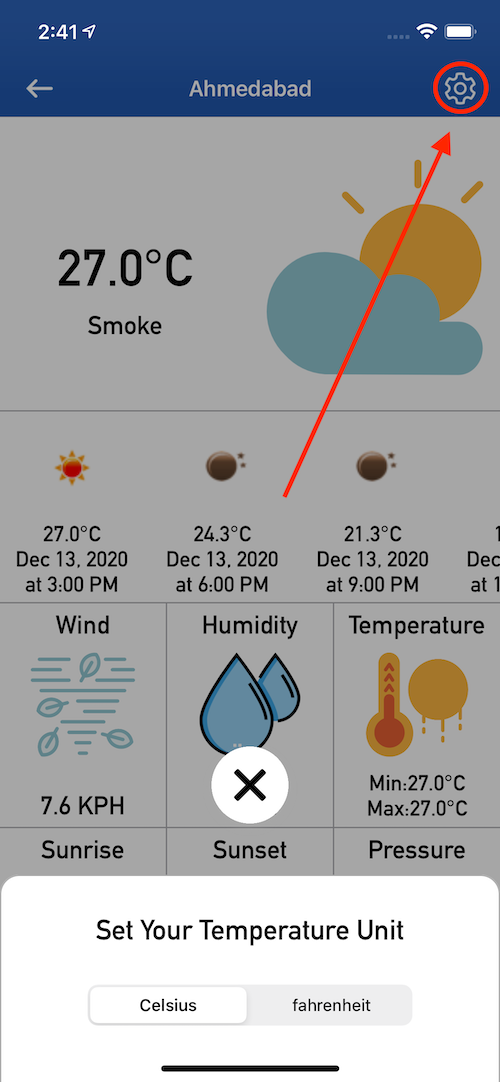 2:41
Ahmedabad
27.0°C
Smoke
27.0°C
Dec 13, 2020
at 3:00 PM
24.3°C
Dec 13, 2020
at 6:00 PM
21.3°C
Dec 13, 2020
at 9:00 PM
1
Dec
at 1
Wind
7.6 KPH
Humidity
Temperature
Min:27.0°C
Max:27.0°C
Sunrise
Sunset
Pressure
Set Your Temperature Unit
Celsius
fahrenheit